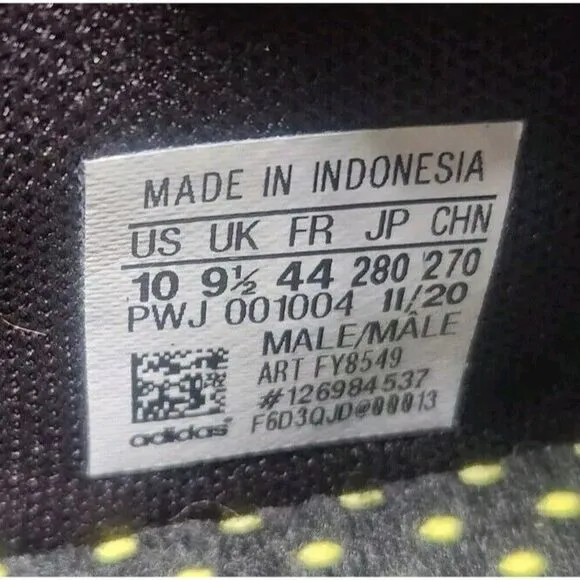 MADE IN INDONESIA
US UK FR JP CHN
10 9½ 44 280 270
PWJ 001004 11/20
MALE/MÂLE
ART FY8549
#126984537
F6D3QJD@00013
adidas